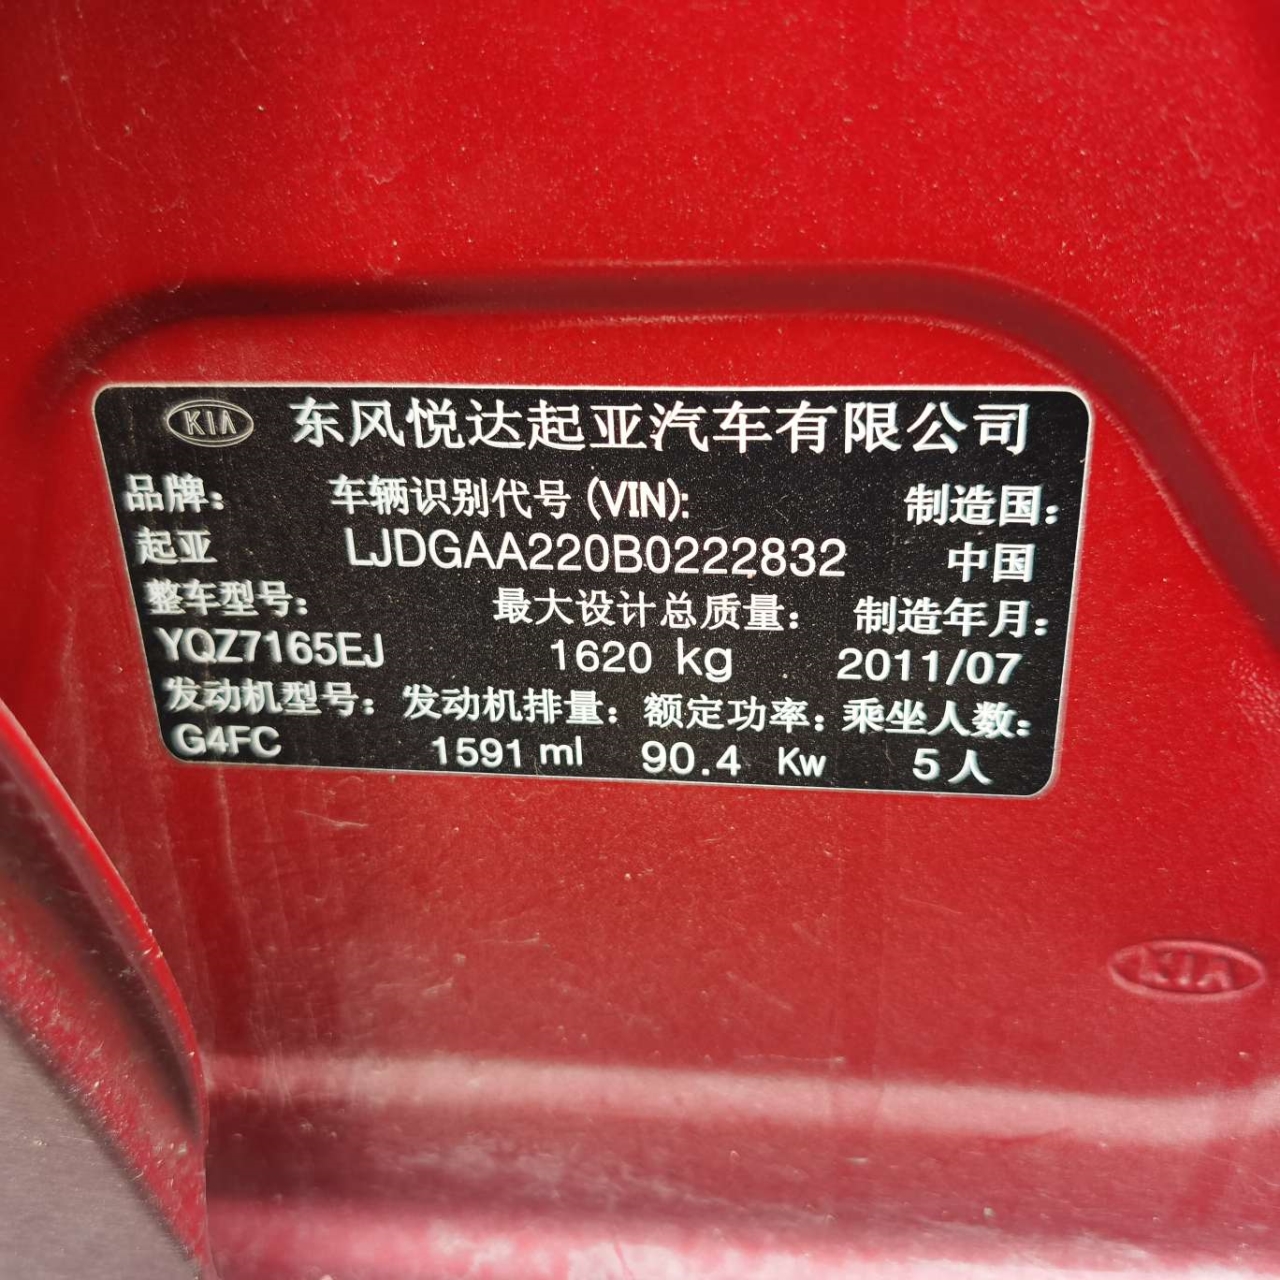 KIA 东风悦达起亚汽车有限公司
品牌: 车辆识别代号 (VIN): 制造国:
起亚 LJDGAA220B0222832 中国
整车型号: 最大设计总质量: 制造年月:
YQZ7165EJ 1620 kg 2011/07
发动机型号: 发动机排量: 额定功率: 乘坐人数:
G4FC 1591 ml 90.4 Kw 5人
KIA